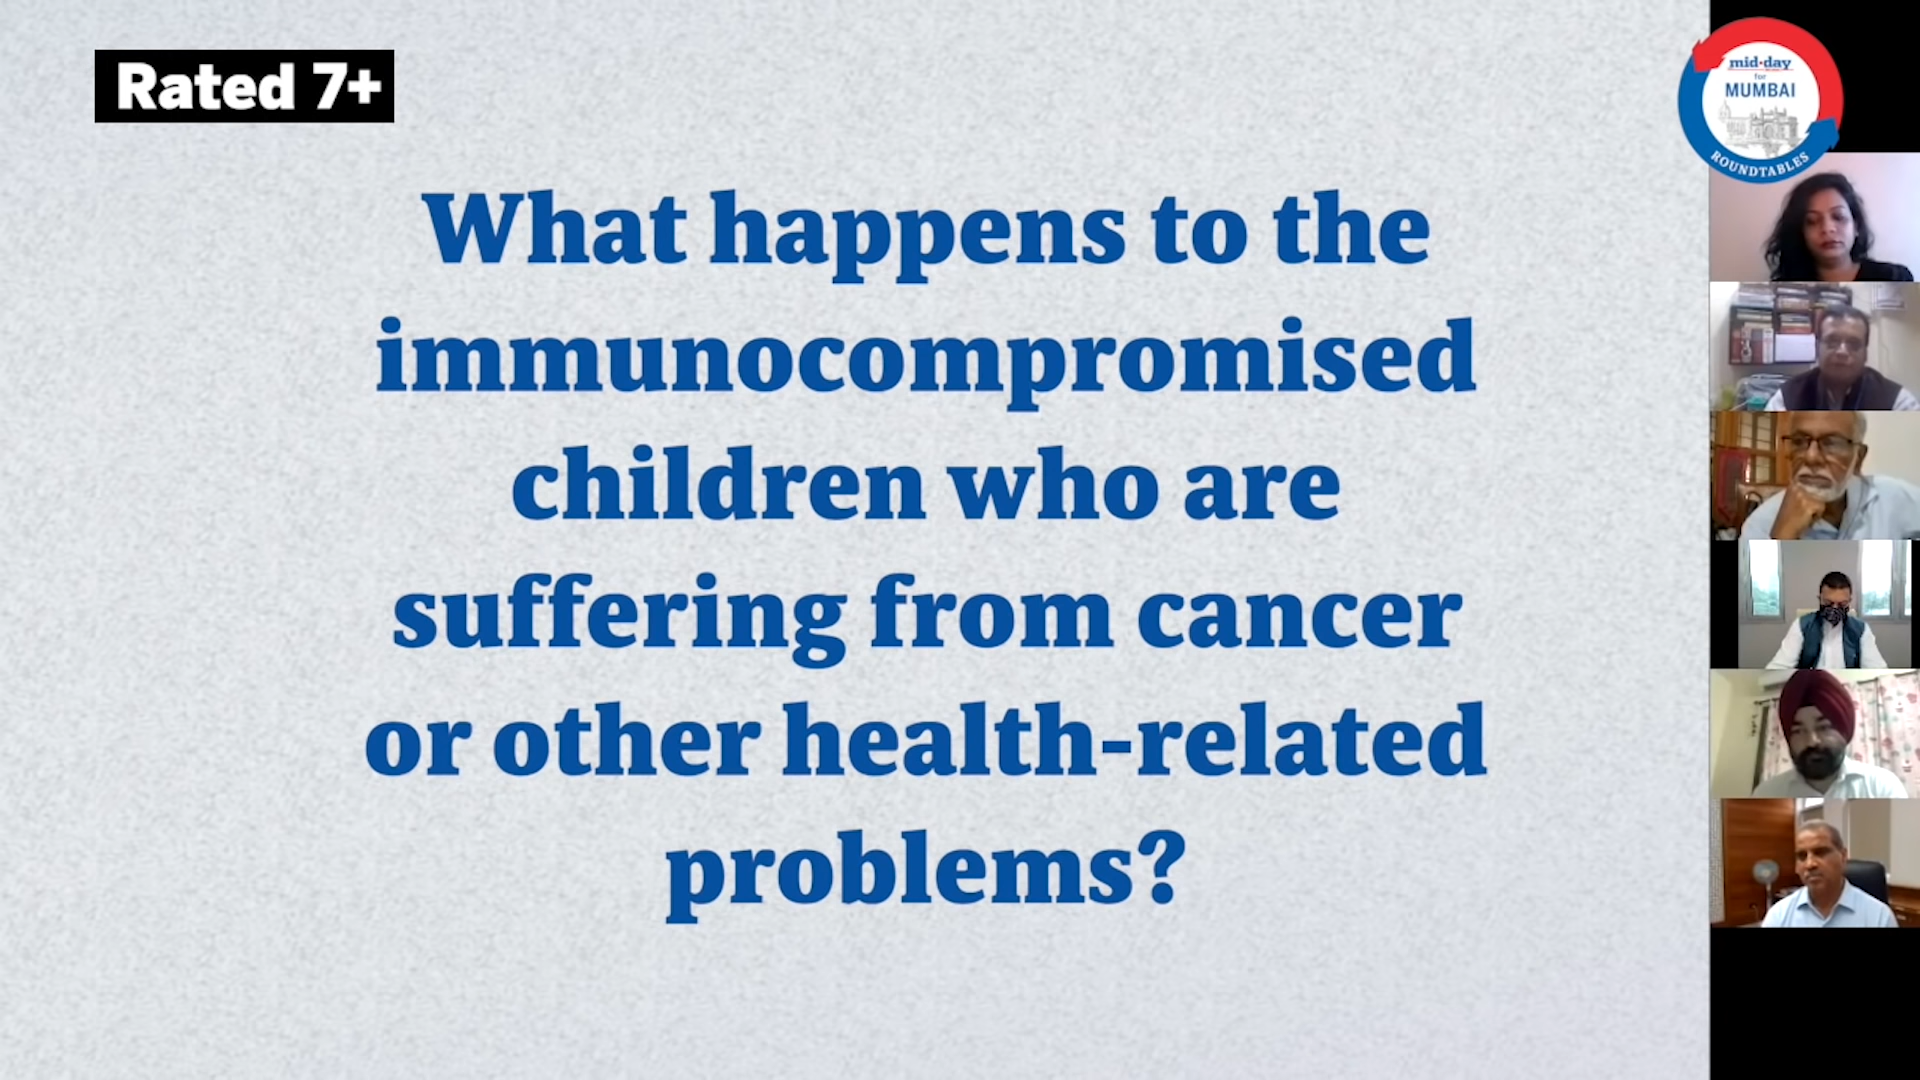 Rated 7+
What happens to the
immunocompromised
children who are
suffering from cancer
or other health-related
problems?
mid-day
for
MUMBAI
ROUNDTABLES